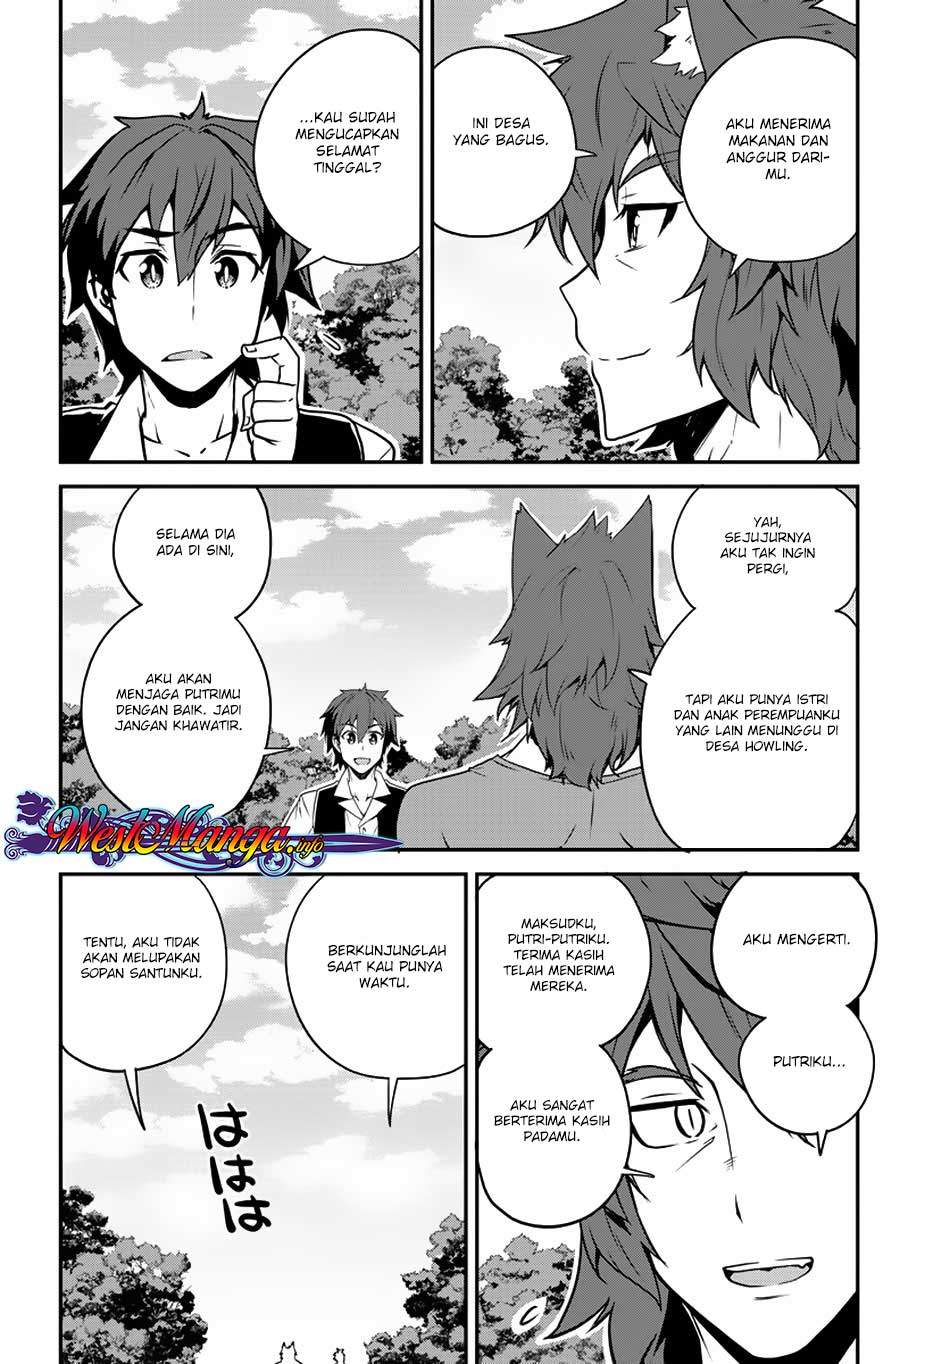 AKU MENERIMA
MAKANAN DAN
ANGGUR DARI-
MU.
INI DESA
YANG BAGUS.
...KAU SUDAH
MENGUCAPKAN
SELAMAT
TINGGAL?
YAH,
SEJUJURNYA
AKU TAK INGIN
PERGI,
TAPI AKU PUNYA ISTRI
DAN ANAK PEREMPUANKU
YANG LAIN MENUNGGU DI
DESA HOWLING.
SELAMA DIA
ADA DI SINI,
AKU AKAN
MENJAGA PUTRIMU
DENGAN BAIK. JADI
JANGAN KHAWATIR.
WestManga.info
AKU MENGERTI.
PUTRIKU...
MAKSUDKU,
PUTRI-PUTRIKU.
TERIMA KASIH
TELAH MENERIMA
MEREKA.
AKU SANGAT
BERTERIMA KASIH
PADAMU.
BERKUNJUNGLAH
SAAT KAU PUNYA
WAKTU.
TENTU, AKU TIDAK
AKAN MELUPAKAN
SOPAN SANTUNKU.
ははは